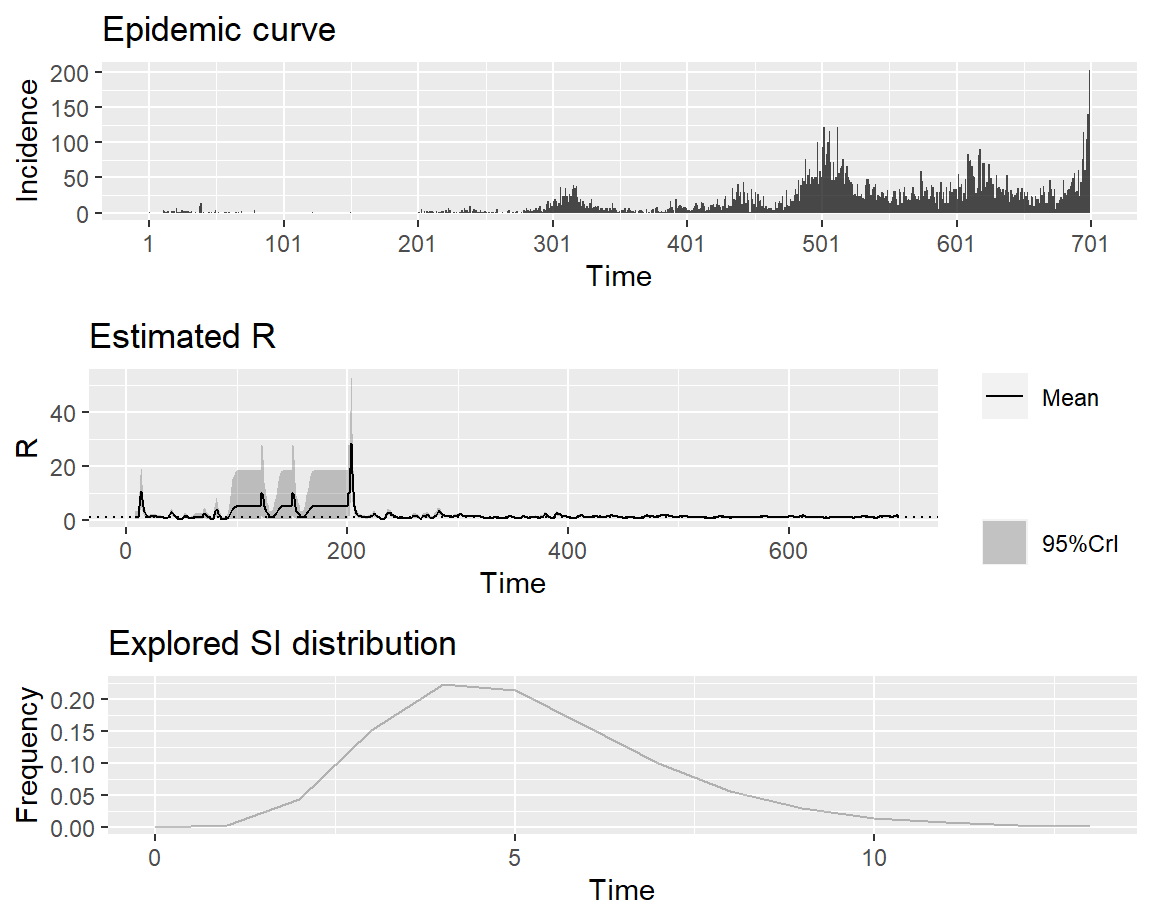 Epidemic curve
Incidence
200
150
100
50
0
1 101 201 301 401 501 601 701
Time
Estimated R
R
40
20
0
0 200 400 600
Time
Mean
95%CrI
Explored SI distribution
Frequency
0.20
0.15
0.10
0.05
0.00
0 5 10
Time